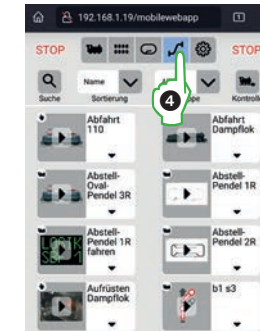 192.168.1.19/mobilewebapp
STOP
STOP
4
Name
Suche
Sortierung
Kontroll
Abfahrt
110
Abfahrt
Dampflok
Abstell-
Oval-
Pendel 3R
Abstell-
Pendel 1R
Abstell-
Pendel 1R
fahren
Abstell-
Pendel 2R
LOGIK
Aufrüsten
Dampflok
b1 s3